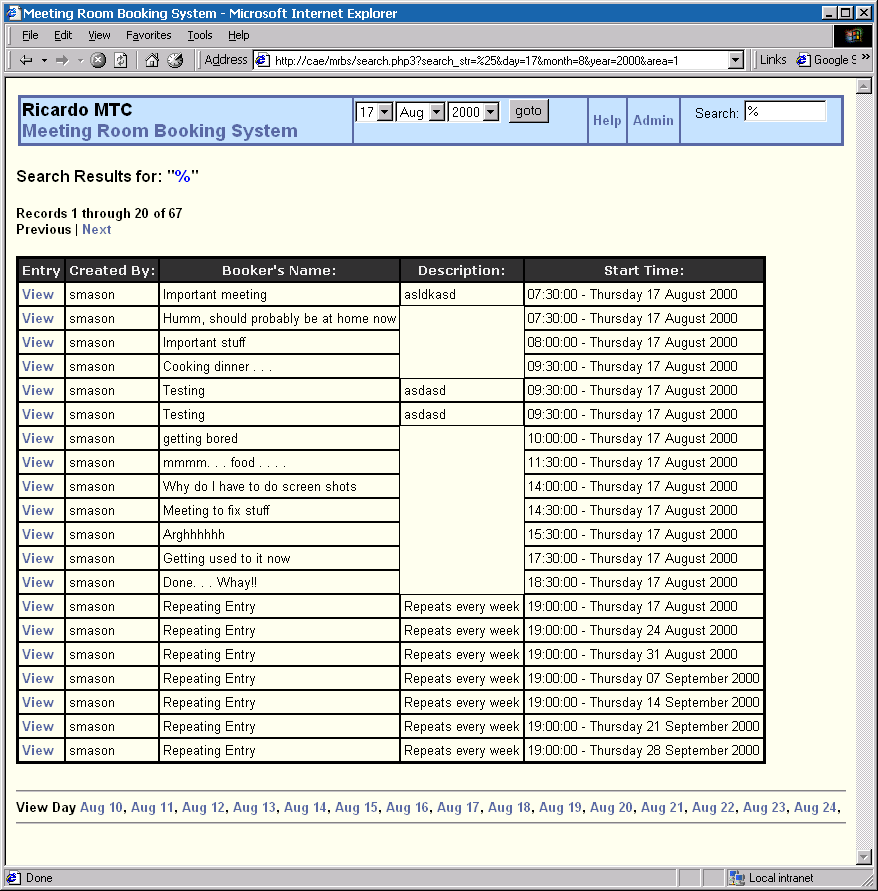 Meeting Room Booking System - Microsoft Internet Explorer
File Edit View Favorites Tools Help
Address http://cae/mrbs/search.php3?search_str=%25&day=17&month=8&year=2000&area=1 Links Google S »
Ricardo MTC
Meeting Room Booking System
17 Aug 2000 goto Help Admin Search: %
Search Results for: "%"
Records 1 through 20 of 67
Previous | Next
Entry Created By: Booker's Name: Description: Start Time:
View smason Important meeting asldkasd 07:30:00 - Thursday 17 August 2000
View smason Humm, should probably be at home now 07:30:00 - Thursday 17 August 2000
View smason Important stuff 08:00:00 - Thursday 17 August 2000
View smason Cooking dinner . . . 09:30:00 - Thursday 17 August 2000
View smason Testing asdasd 09:30:00 - Thursday 17 August 2000
View smason Testing asdasd 09:30:00 - Thursday 17 August 2000
View smason getting bored 10:00:00 - Thursday 17 August 2000
View smason mmmm. . . food . . . . 11:30:00 - Thursday 17 August 2000
View smason Why do I have to do screen shots 14:00:00 - Thursday 17 August 2000
View smason Meeting to fix stuff 14:30:00 - Thursday 17 August 2000
View smason Arghhhhhh 15:30:00 - Thursday 17 August 2000
View smason Getting used to it now 17:30:00 - Thursday 17 August 2000
View smason Done. . . Whay!! 18:30:00 - Thursday 17 August 2000
View smason Repeating Entry Repeats every week 19:00:00 - Thursday 17 August 2000
View smason Repeating Entry Repeats every week 19:00:00 - Thursday 24 August 2000
View smason Repeating Entry Repeats every week 19:00:00 - Thursday 31 August 2000
View smason Repeating Entry Repeats every week 19:00:00 - Thursday 07 September 2000
View smason Repeating Entry Repeats every week 19:00:00 - Thursday 14 September 2000
View smason Repeating Entry Repeats every week 19:00:00 - Thursday 21 September 2000
View smason Repeating Entry Repeats every week 19:00:00 - Thursday 28 September 2000
View Day Aug 10, Aug 11, Aug 12, Aug 13, Aug 14, Aug 15, Aug 16, Aug 17, Aug 18, Aug 19, Aug 20, Aug 21, Aug 22, Aug 23, Aug 24,
Done Local intranet